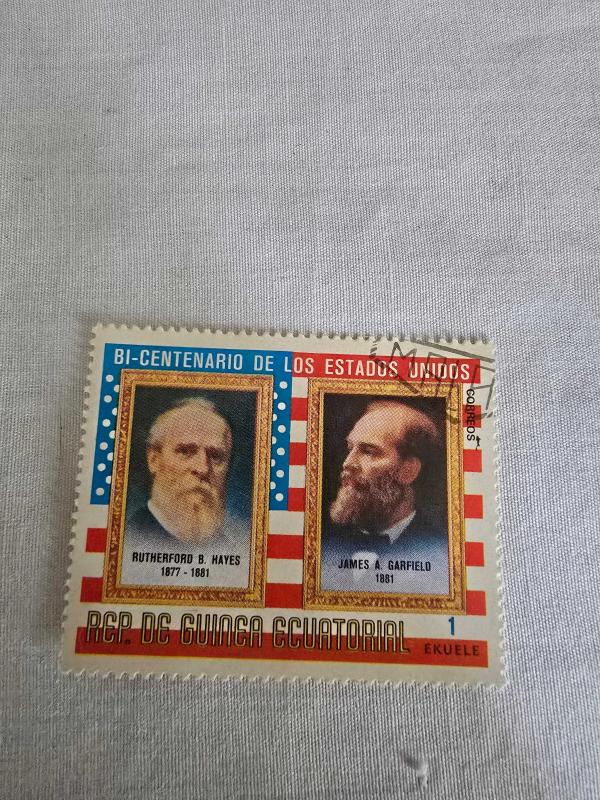 BI-CENTENARIO DE LOS ESTADOS UNIDOS
CORREOS
RUTHERFORD B. HAYES
1877 - 1881
JAMES A. GARFIELD
1881
REP. DE GUINEA ECUATORIAL
1
EKUELE